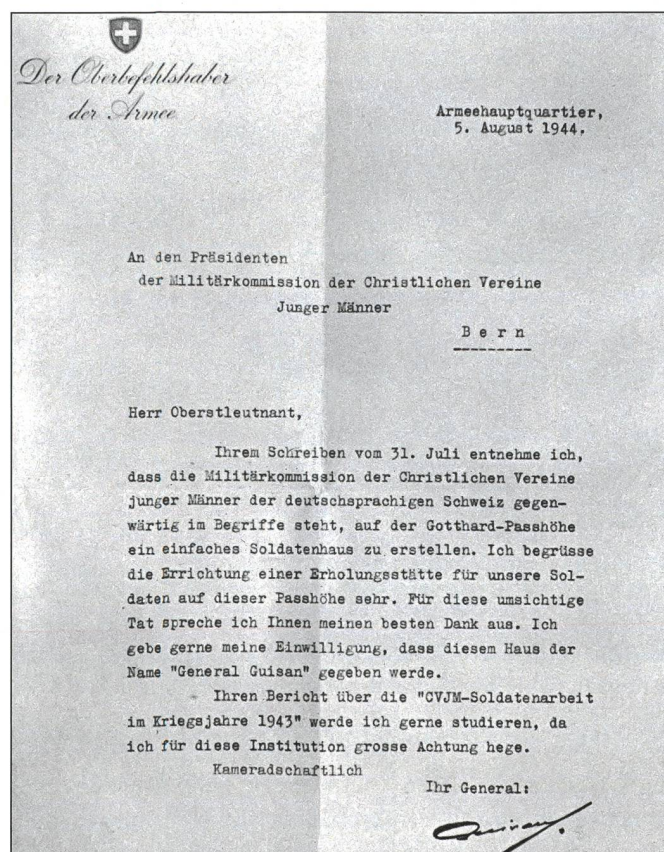 Der Oberbefehlshaber
der Armee
Armeehauptquartier,
5. August 1944.
An den Präsidenten
der Militärkommission der Christlichen Vereine
Junger Männer
B e r n
Herr Oberstleutnant,
Ihrem Schreiben vom 31. Juli entnehme ich,
dass die Militärkommission der Christlichen Vereine
junger Männer der deutschsprachigen Schweiz gegen-
wärtig im Begriffe steht, auf der Gotthard-Passhöhe
ein einfaches Soldatenhaus zu erstellen. Ich begrüsse
die Errichtung einer Erholungsstätte für unsere Sol-
daten auf dieser Passhöhe sehr. Für diese umsichtige
Tat spreche ich Ihnen meinen besten Dank aus. Ich
gebe gerne meine Einwilligung, dass diesem Haus der
Name "General Guisan" gegeben werde.
Ihren Bericht über die "CVJM-Soldatenarbeit
im Kriegsjahre 1943" werde ich gerne studieren, da
ich für diese Institution grosse Achtung hege.
Kameradschaftlich
Ihr General:
Guisan.